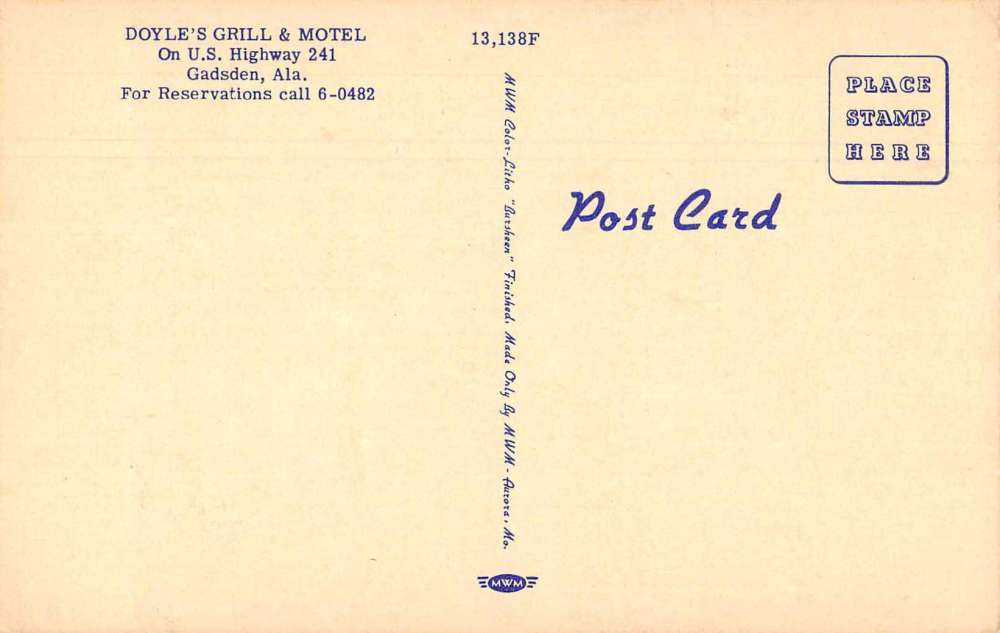 DOYLE'S GRILL & MOTEL
On U.S. Highway 241
Gadsden, Ala.
For Reservations call 6-0482
13,138F
MWM Color-Litho "Bursheen" Finished, Made Only By MWM - Aurora, Mo.
MWM
PLACE
STAMP
HERE
Post Card